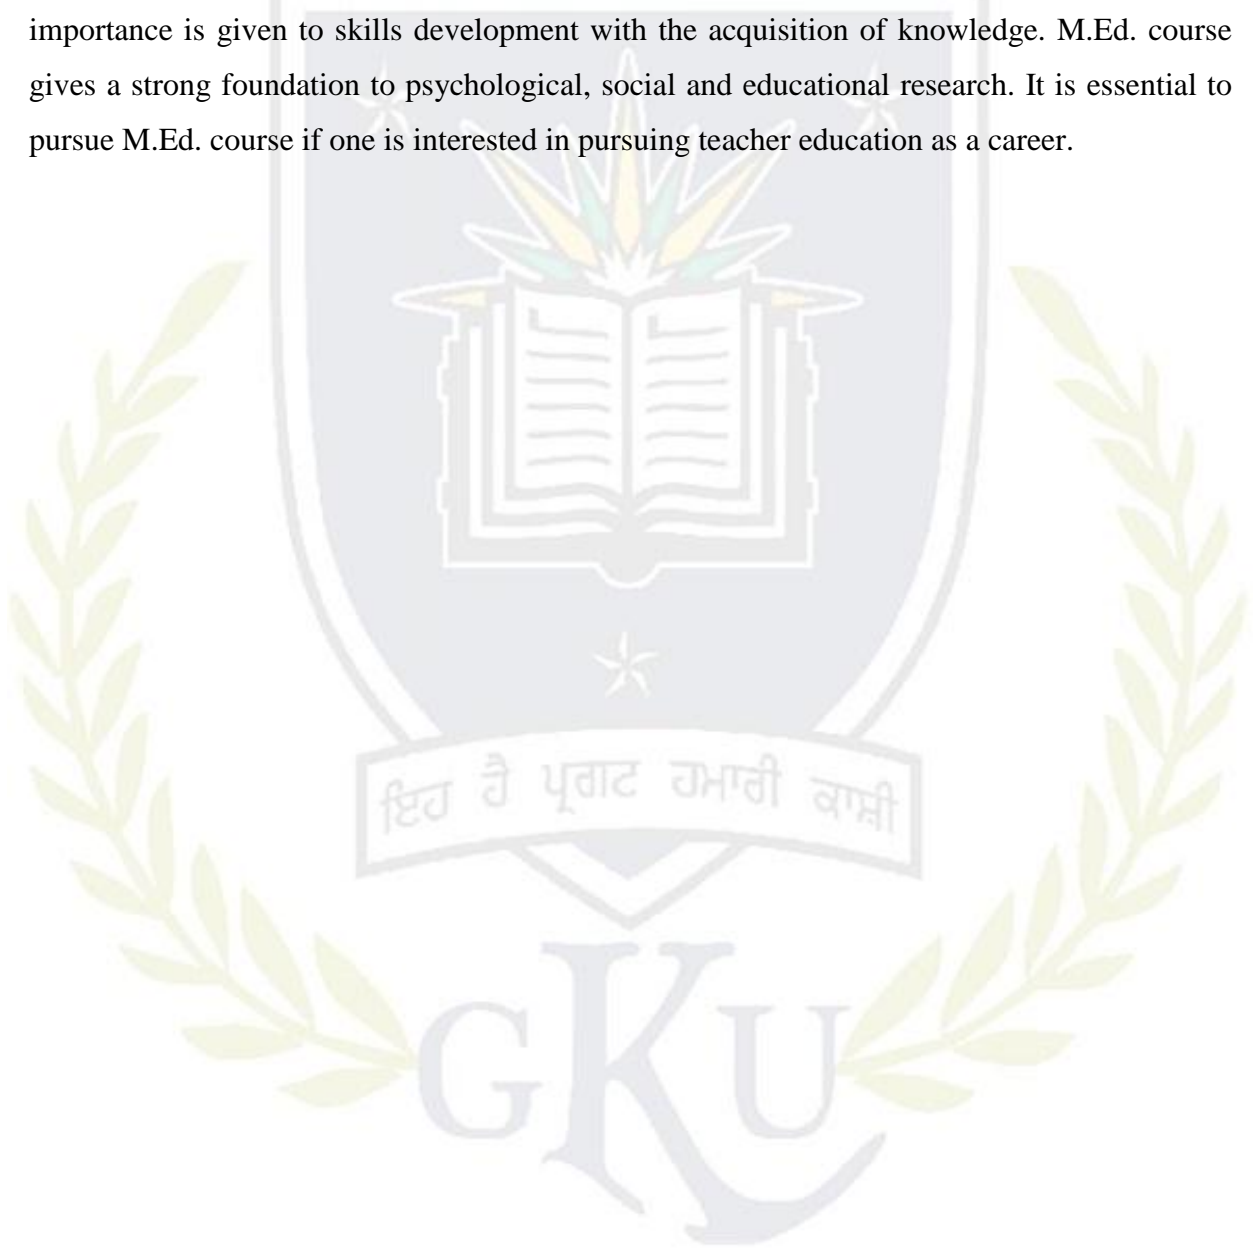 importance is given to skills development with the acquisition of knowledge. M.Ed. course
gives a strong foundation to psychological, social and educational research. It is essential to
pursue M.Ed. course if one is interested in pursuing teacher education as a career.
ਇਹ ਹੈ ਪ੍ਰਗਟ ਹਮਾਰੀ ਕਾਸ਼ੀ
GKU